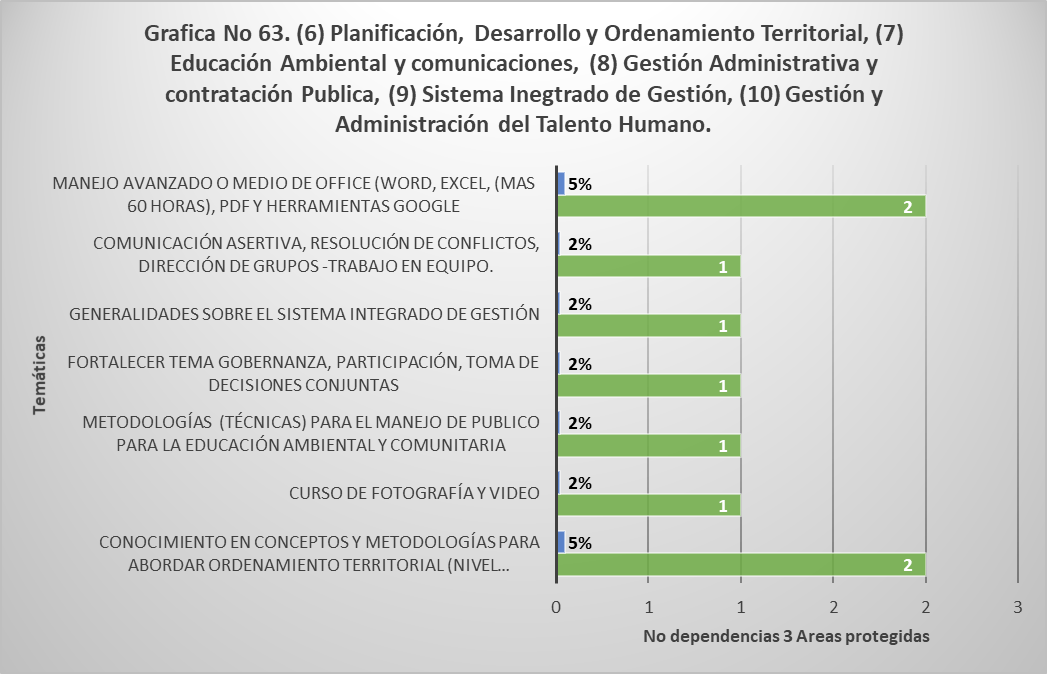 Grafica No 63. (6) Planificación, Desarrollo y Ordenamiento Territorial, (7)
Educación Ambiental y comunicaciones, (8) Gestión Administrativa y
contratación Publica, (9) Sistema Inegtrado de Gestión, (10) Gestión y
Administración del Talento Humano.
Temáticas
MANEJO AVANZADO O MEDIO DE OFFICE (WORD, EXCEL, (MAS
60 HORAS), PDF Y HERRAMIENTAS GOOGLE
5%
2
COMUNICACIÓN ASERTIVA, RESOLUCIÓN DE CONFLICTOS,
DIRECCIÓN DE GRUPOS -TRABAJO EN EQUIPO.
2%
1
GENERALIDADES SOBRE EL SISTEMA INTEGRADO DE GESTIÓN
2%
1
FORTALECER TEMA GOBERNANZA, PARTICIPACIÓN, TOMA DE
DECISIONES CONJUNTAS
2%
1
METODOLOGÍAS (TÉCNICAS) PARA EL MANEJO DE PUBLICO
PARA LA EDUCACIÓN AMBIENTAL Y COMUNITARIA
2%
1
CURSO DE FOTOGRAFÍA Y VIDEO
2%
1
CONOCIMIENTO EN CONCEPTOS Y METODOLOGÍAS PARA
ABORDAR ORDENAMIENTO TERRITORIAL (NIVEL...
5%
2
0 1 1 2 2 3
No dependencias 3 Areas protegidas